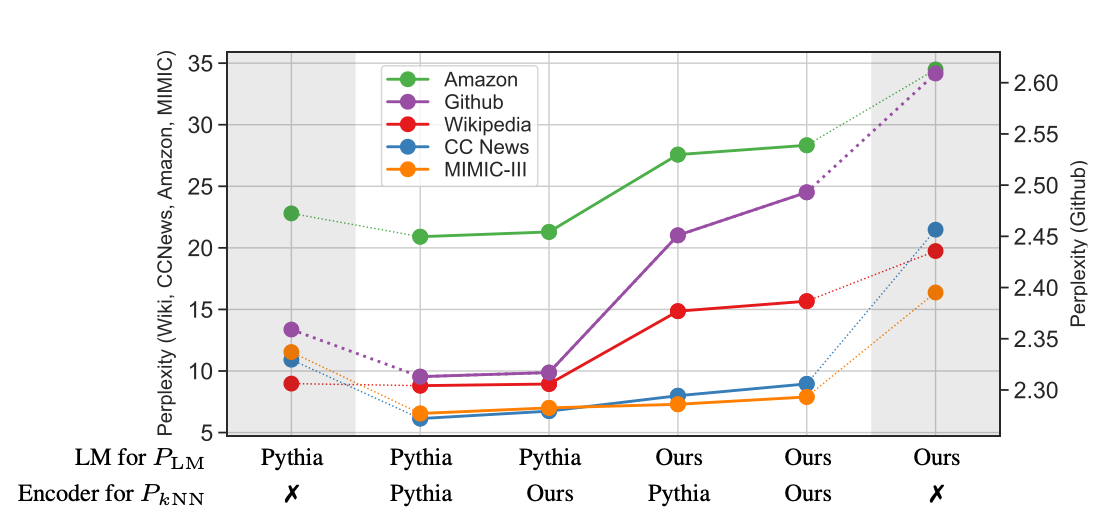 Perplexity (Wiki, CCNews, Amazon, MIMIC)
35
30
25
20
15
10
5
Amazon
Github
Wikipedia
CC News
MIMIC-III
2.60
2.55
2.50
2.45
2.40
2.35
2.30
Perplexity (Github)
LM for P_LM Pythia Pythia Pythia Ours Ours Ours
Encoder for P_kNN ✗ Pythia Ours Pythia Ours ✗